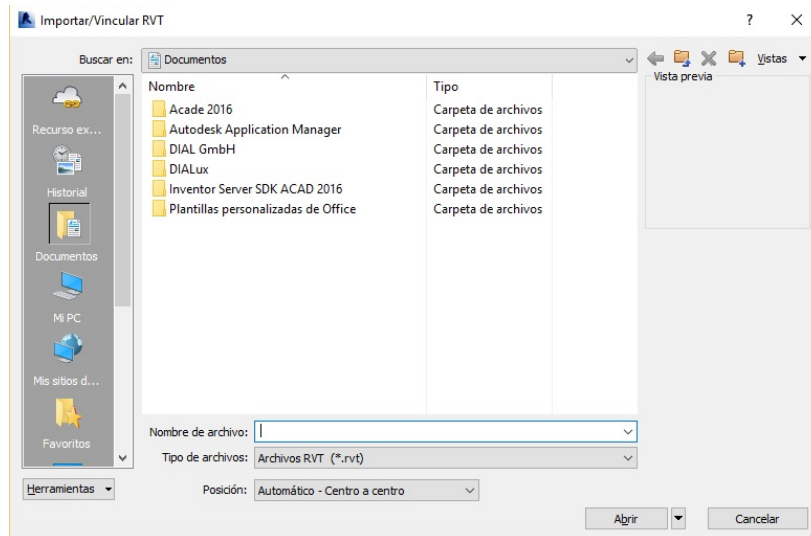 Importar/Vincular RVT
Buscar en: Documentos
Vistas
Vista previa
Nombre Tipo
Acade 2016 Carpeta de archivos
Autodesk Application Manager Carpeta de archivos
DIAL GmbH Carpeta de archivos
DIALux Carpeta de archivos
Inventor Server SDK ACAD 2016 Carpeta de archivos
Plantillas personalizadas de Office Carpeta de archivos
Recurso ex...
Historial
Documentos
Mi PC
Mis sitios d...
Favoritos
Nombre de archivo:
Tipo de archivos: Archivos RVT (*.rvt)
Herramientas
Posición: Automático - Centro a centro
Abrir
Cancelar